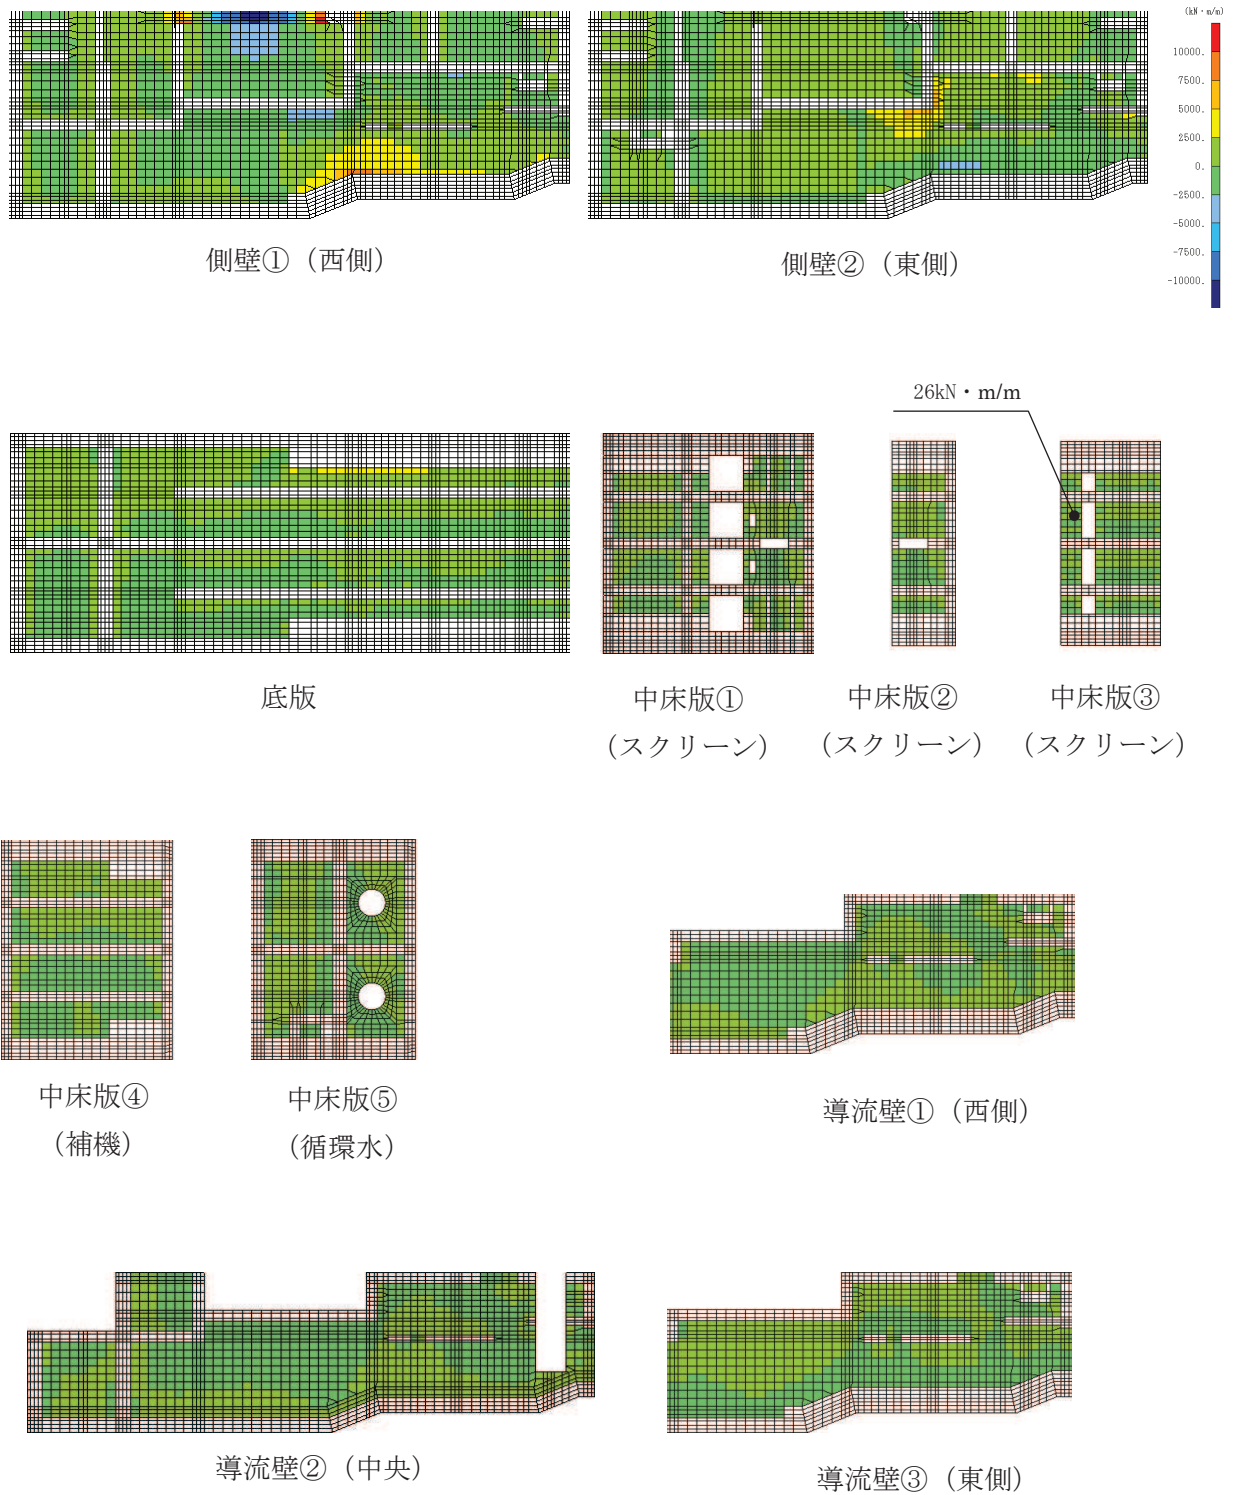 (kN・m/m)
10000.
7500.
5000.
2500.
0.
-2500.
-5000.
-7500.
-10000.
側壁①（西側）
側壁②（東側）
26kN・m/m
底版
中床版①
（スクリーン）
中床版②
（スクリーン）
中床版③
（スクリーン）
中床版④
（補機）
中床版⑤
（循環水）
導流壁①（西側）
導流壁②（中央）
導流壁③（東側）